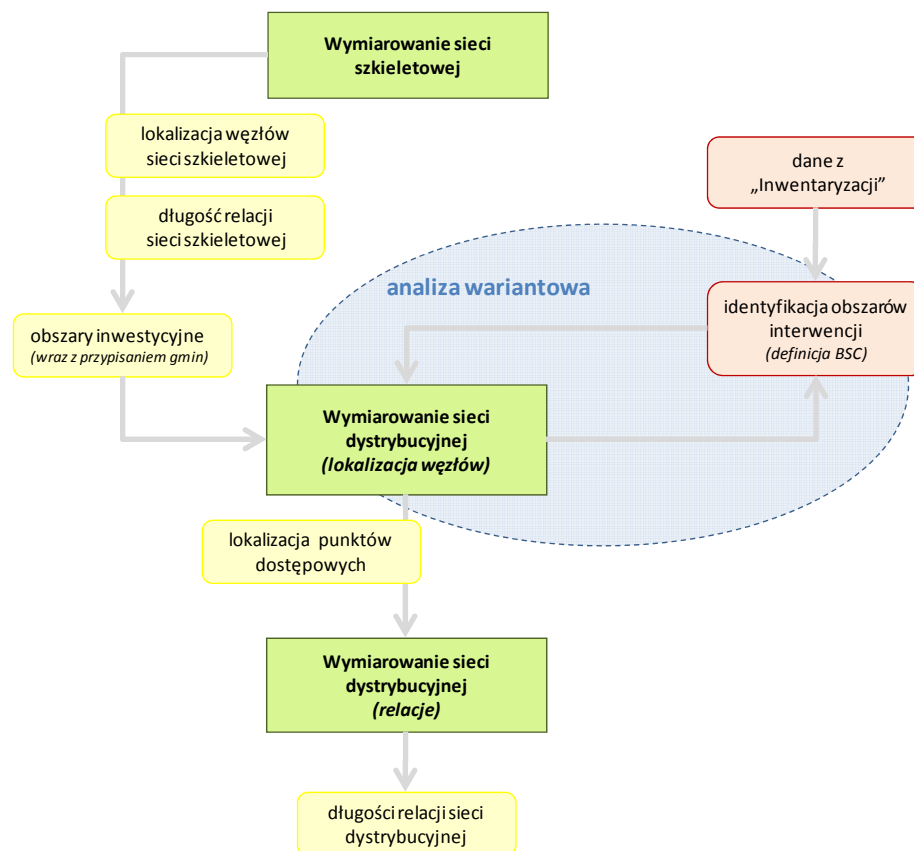 Wymiarowanie sieci
szkieletowej
lokalizacja węzłów
sieci szkieletowej
dane z
„Inwentaryzacji”
długość relacji
sieci szkieletowej
analiza wariantowa
identyfikacja obszarów
interwencji
(definicja BSC)
obszary inwestycyjne
(wraz z przypisaniem gmin)
Wymiarowanie sieci
dystrybucyjnej
(lokalizacja węzłów)
lokalizacja punktów
dostępowych
Wymiarowanie sieci
dystrybucyjnej
(relacje)
długości relacji sieci
dystrybucyjnej